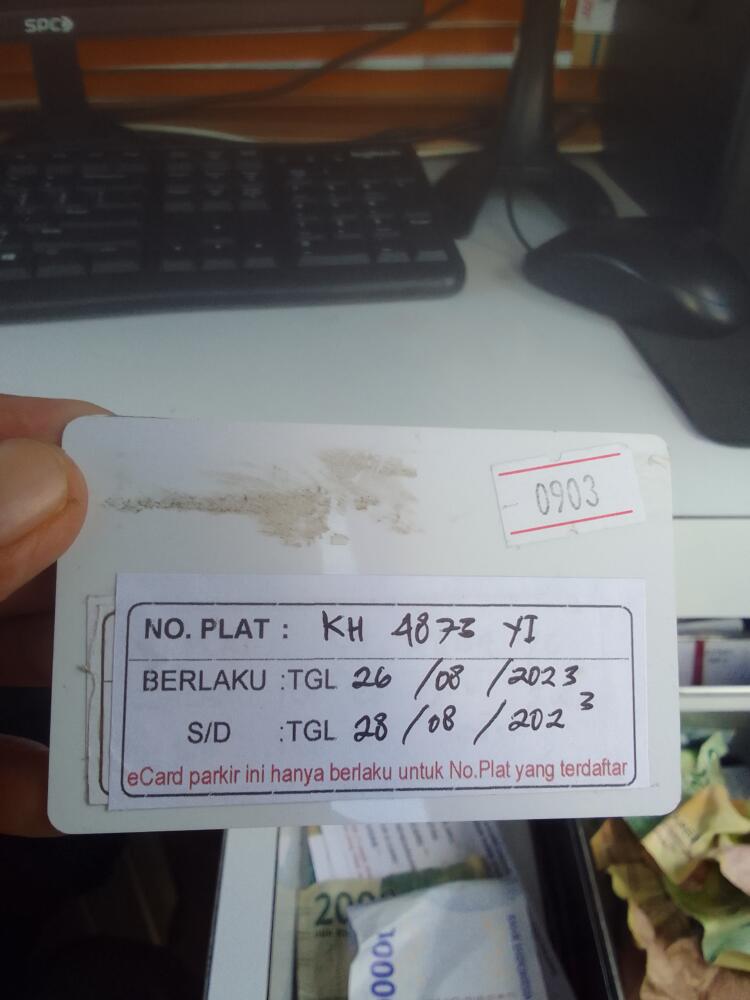 SPC
0903
NO. PLAT : KH 4873 YI
BERLAKU :TGL 26 /08 /2023
S/D :TGL 28 /08 / 2023
eCard parkir ini hanya berlaku untuk No.Plat yang terdaftar